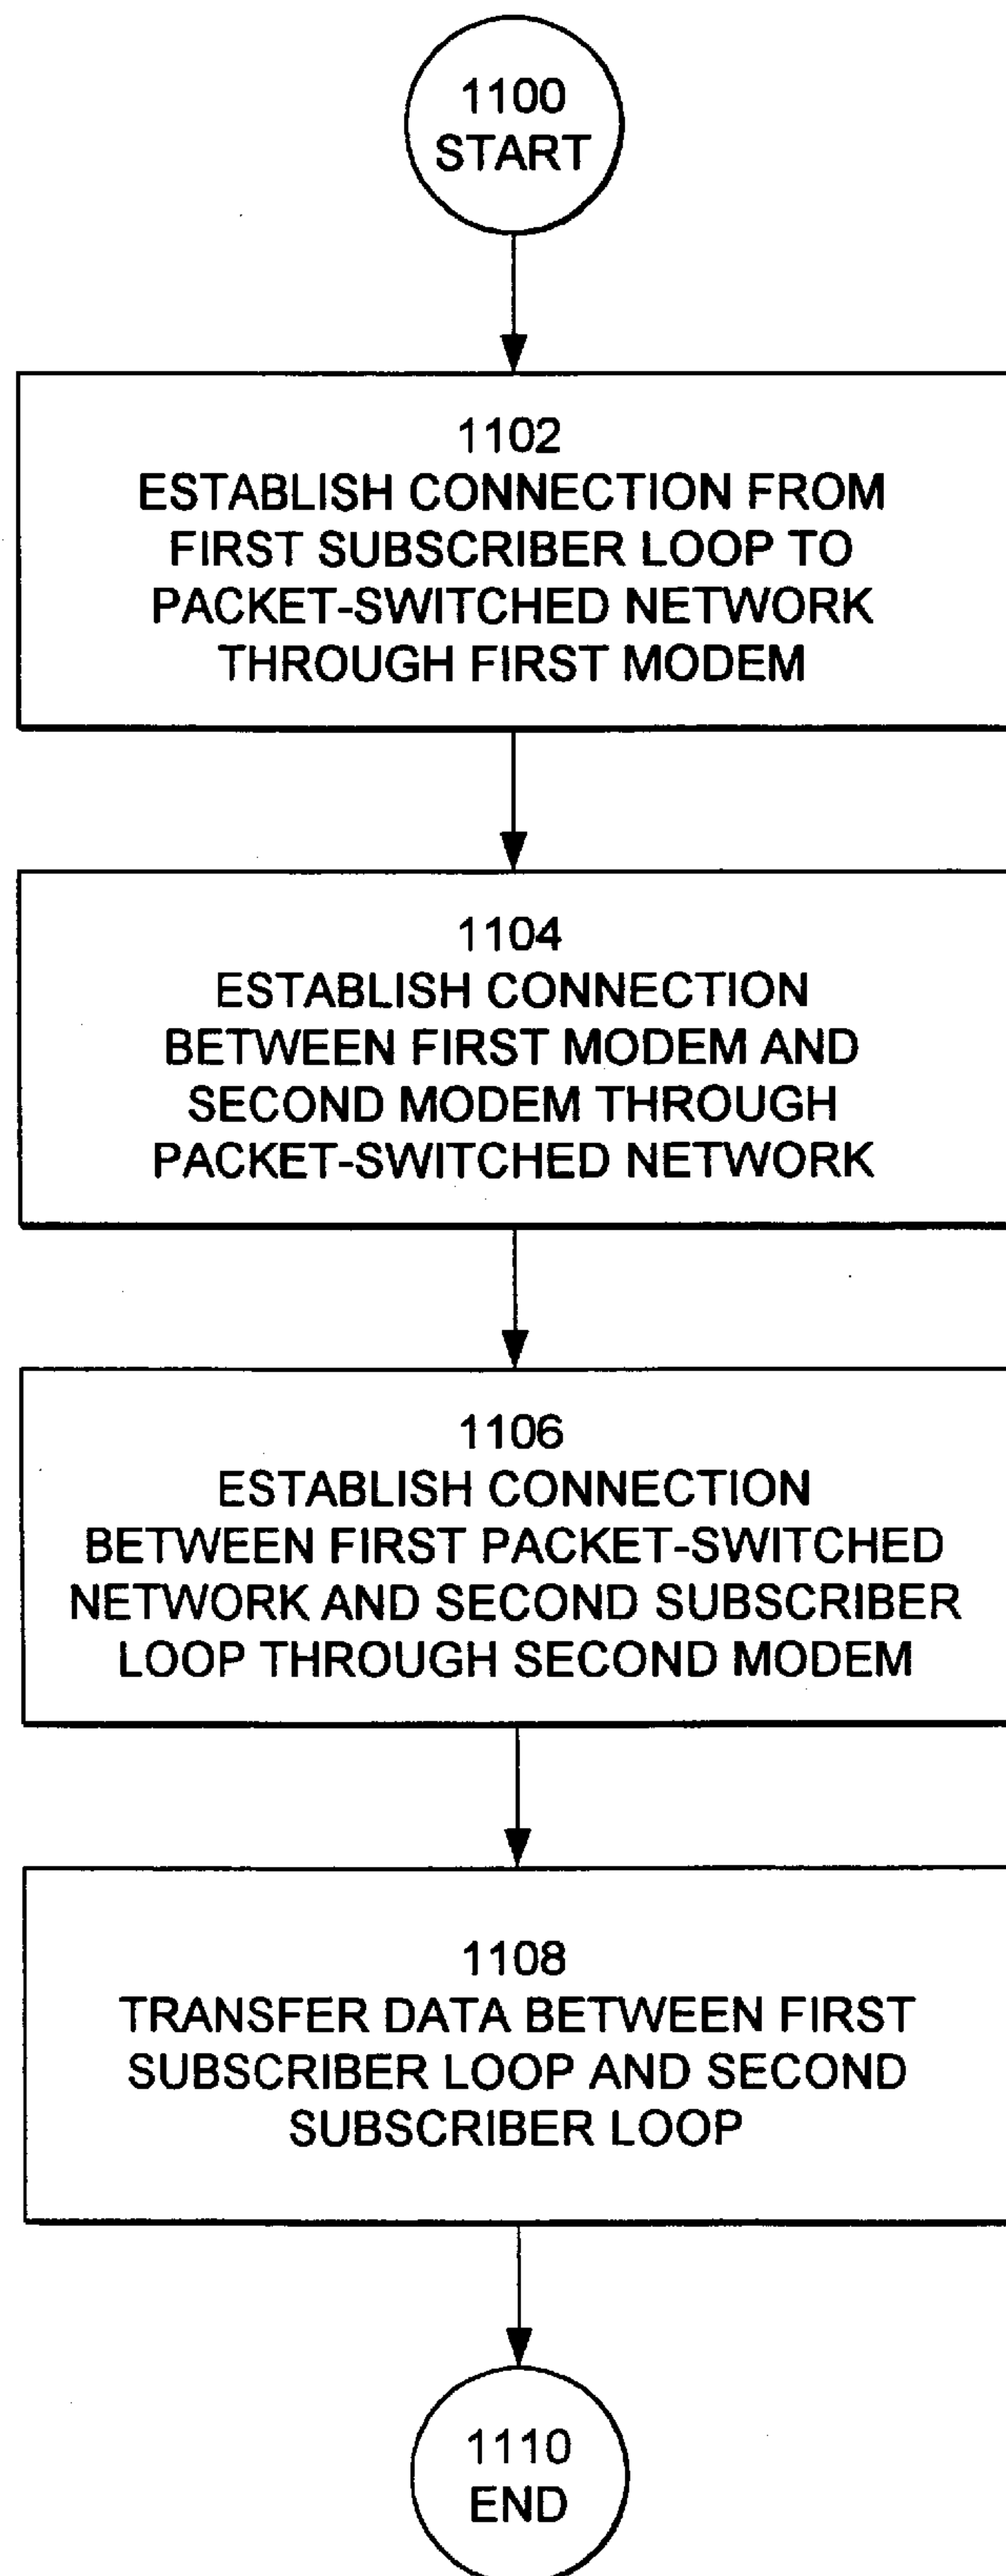 1100
START
1102
ESTABLISH CONNECTION FROM
FIRST SUBSCRIBER LOOP TO
PACKET-SWITCHED NETWORK
THROUGH FIRST MODEM
1104
ESTABLISH CONNECTION
BETWEEN FIRST MODEM AND
SECOND MODEM THROUGH
PACKET-SWITCHED NETWORK
1106
ESTABLISH CONNECTION
BETWEEN FIRST PACKET-SWITCHED
NETWORK AND SECOND SUBSCRIBER
LOOP THROUGH SECOND MODEM
1108
TRANSFER DATA BETWEEN FIRST
SUBSCRIBER LOOP AND SECOND
SUBSCRIBER LOOP
1110
END